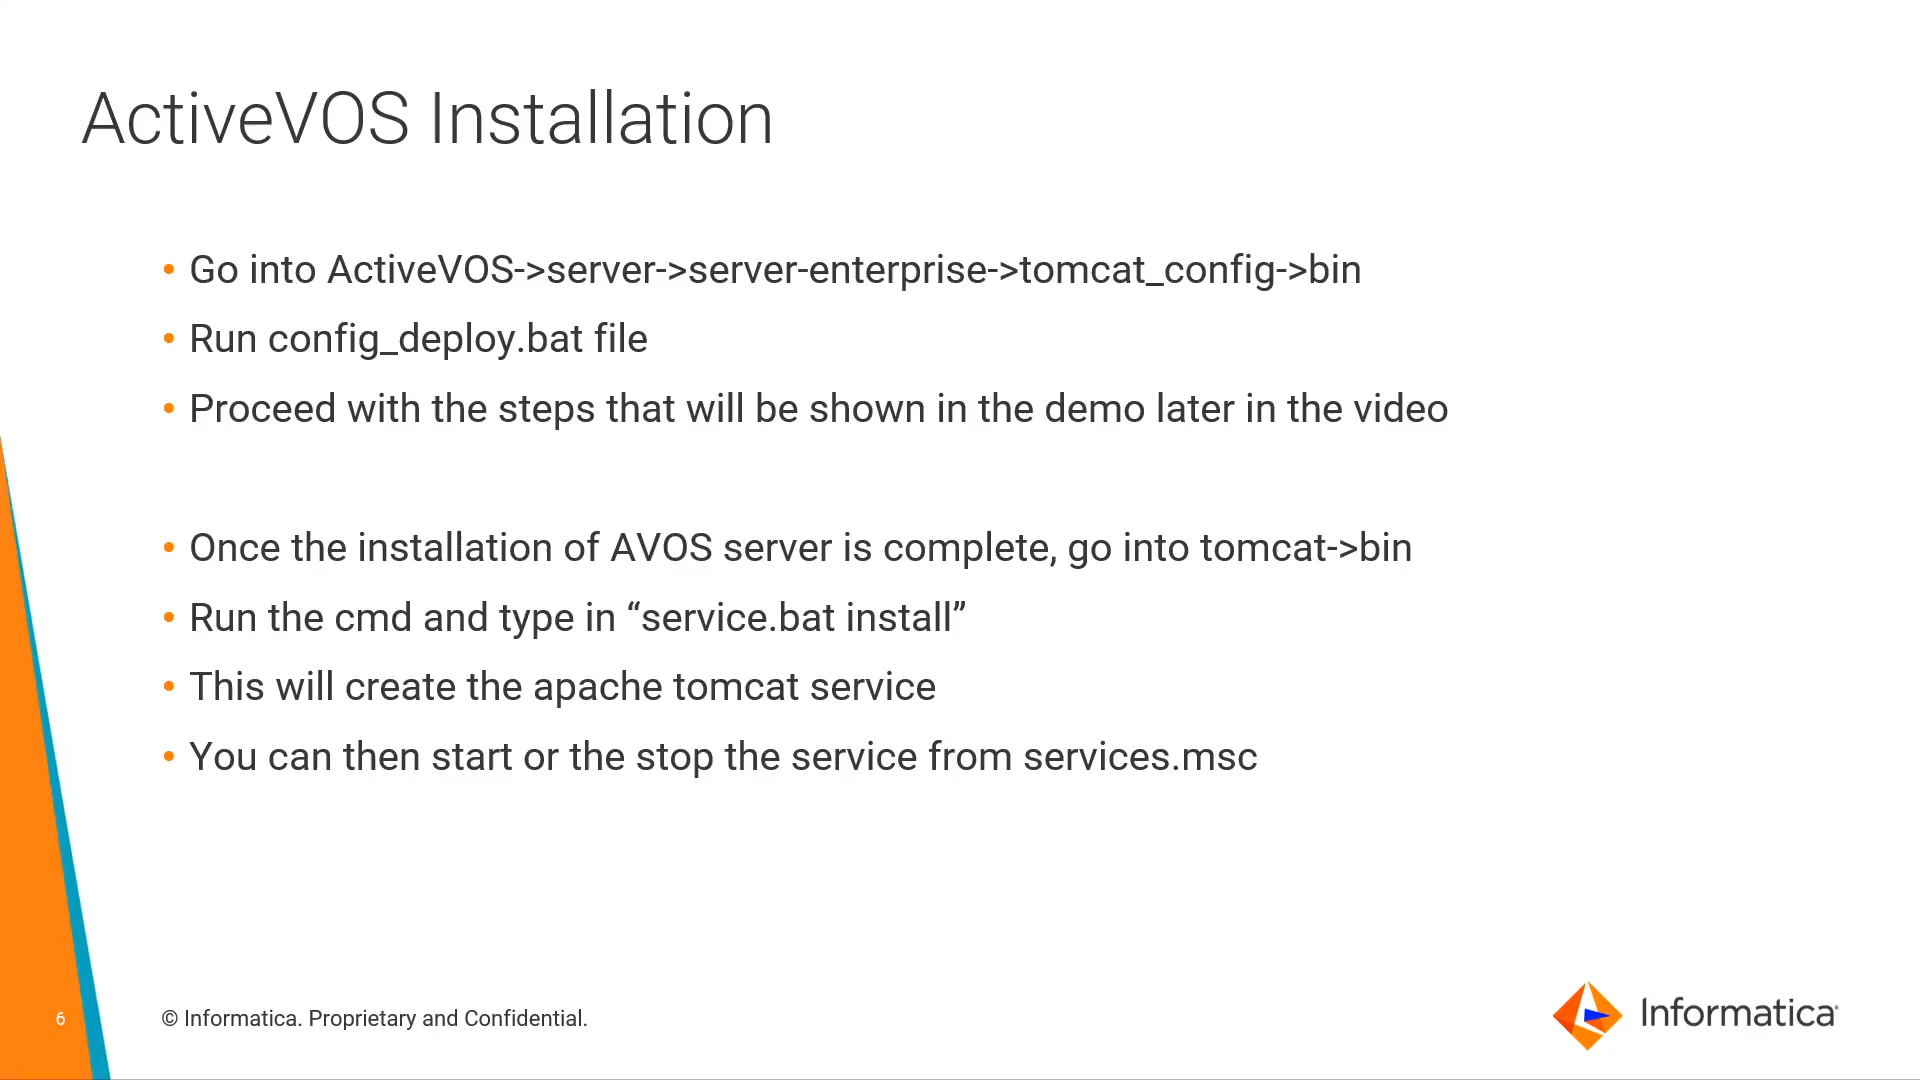 ActiveVOS Installation
• Go into ActiveVOS->server->server-enterprise->tomcat_config->bin
• Run config_deploy.bat file
• Proceed with the steps that will be shown in the demo later in the video
• Once the installation of AVOS server is complete, go into tomcat->bin
• Run the cmd and type in “service.bat install”
• This will create the apache tomcat service
• You can then start or the stop the service from services.msc
6
© Informatica. Proprietary and Confidential.
Informatica